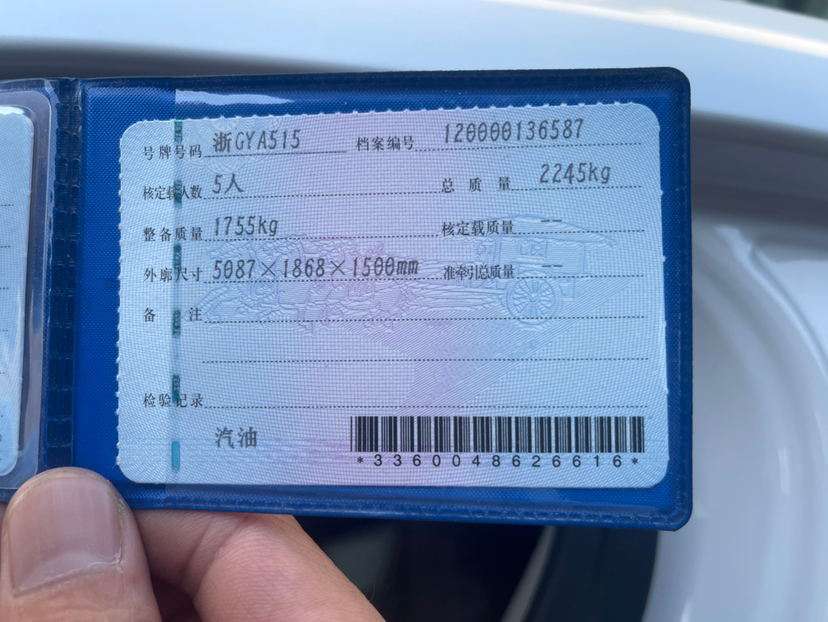 号牌号码 浙GYA515 档案编号 120000136587
核定载人数 5人 总质量 2245kg
整备质量 1755kg 核定载质量 --
外廓尺寸 5087×1868×1500mm 准牵引总质量 --
备注
检验记录
汽油
*3360048626616*